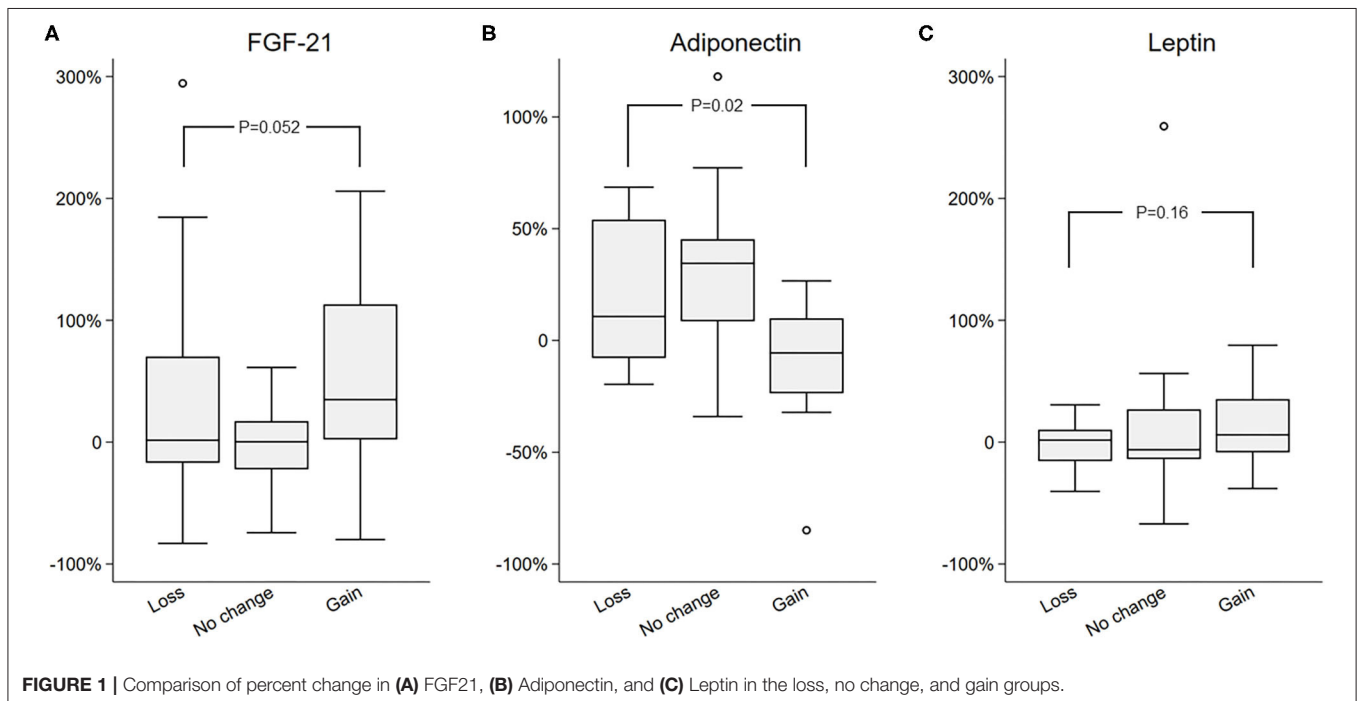 A
FGF-21
300%
200%
100%
0
-100%
P=0.052
Loss
No change
Gain
B
Adiponectin
100%
50%
0
-50%
-100%
P=0.02
Loss
No change
Gain
C
Leptin
300%
200%
100%
0
-100%
P=0.16
Loss
No change
Gain
FIGURE 1 | Comparison of percent change in (A) FGF21, (B) Adiponectin, and (C) Leptin in the loss, no change, and gain groups.